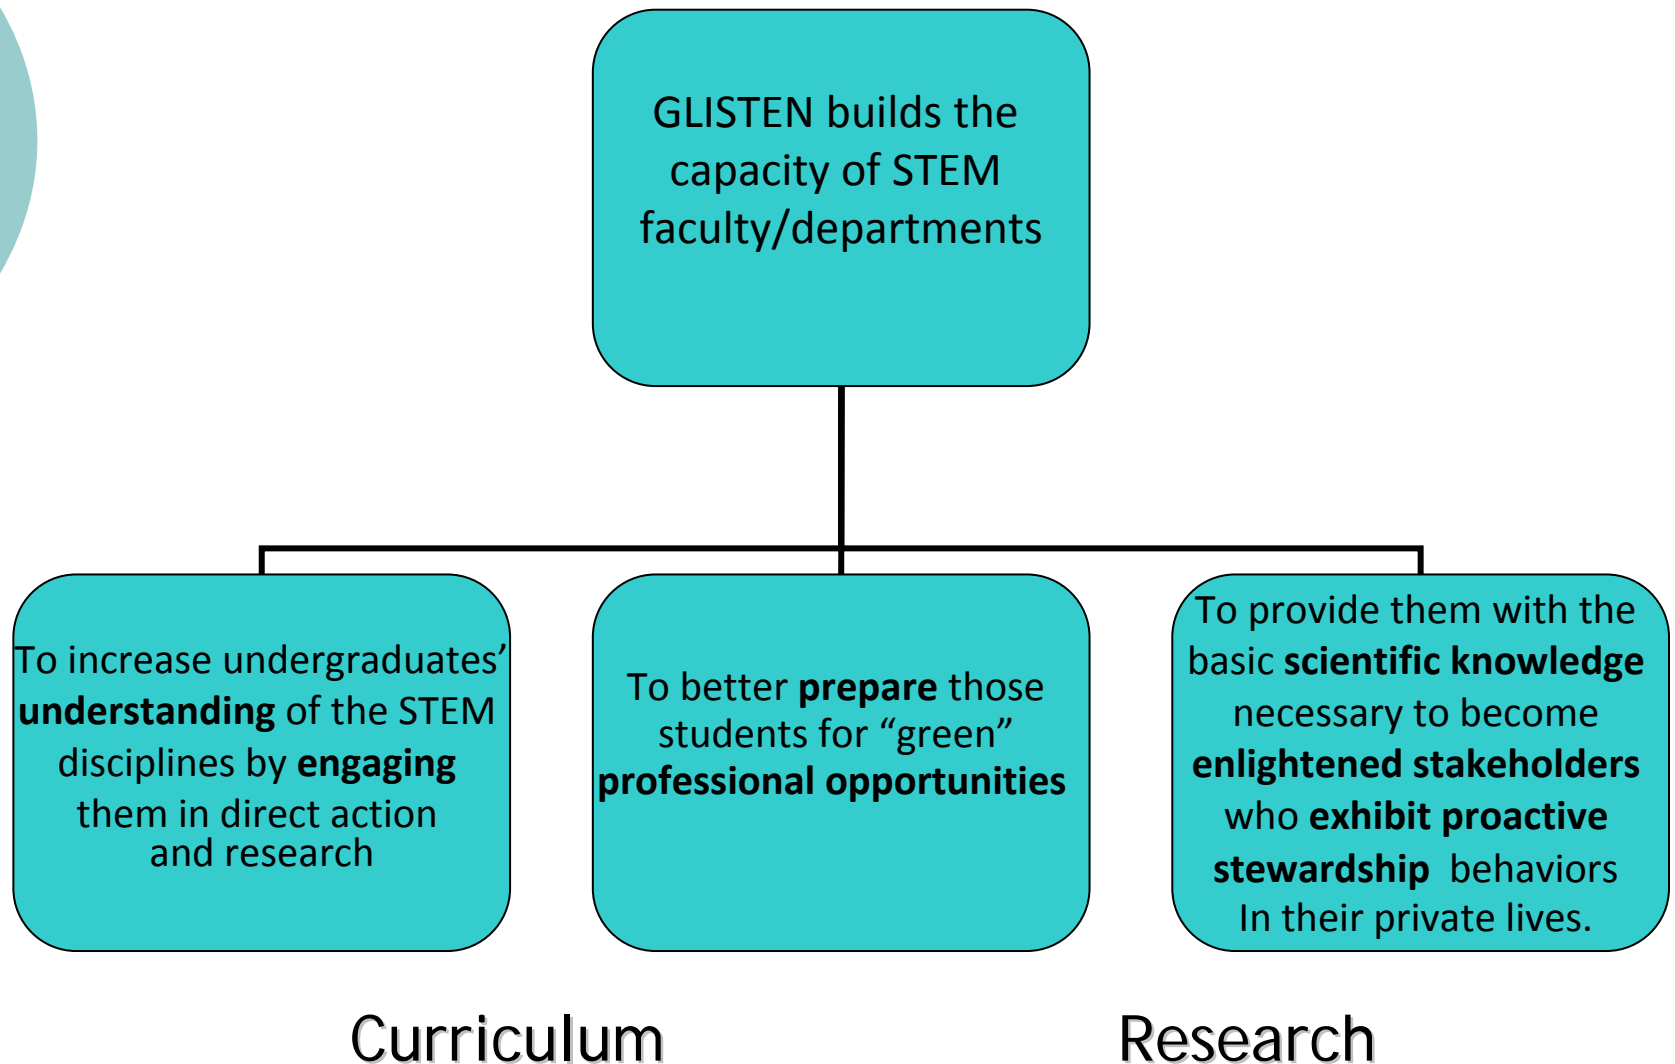 GLISTEN builds the
capacity of STEM
faculty/departments
To increase undergraduates’
understanding of the STEM
disciplines by engaging
them in direct action
and research
To better prepare those
students for “green”
professional opportunities
To provide them with the
basic scientific knowledge
necessary to become
enlightened stakeholders
who exhibit proactive
stewardship behaviors
In their private lives.
Curriculum
Research